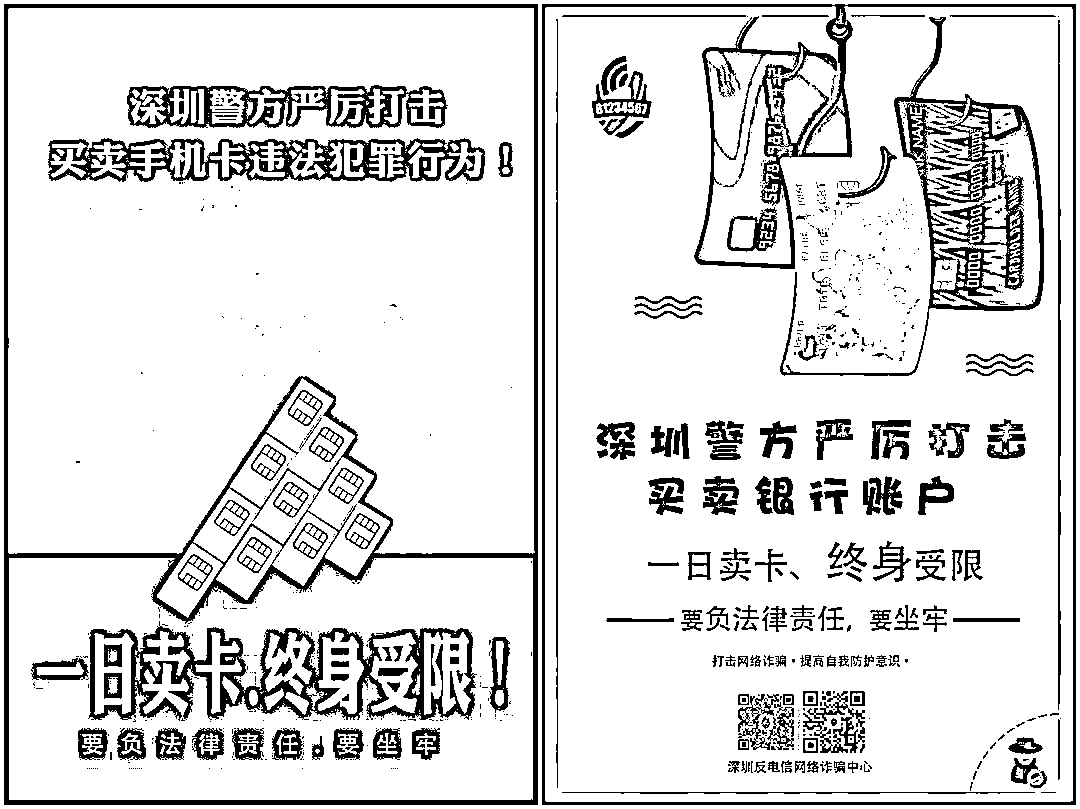 深圳警方严厉打击
买卖手机卡违法犯罪行为！
一日卖卡.终身受限！
要负法律责任。要坐牢
81234567
深圳警方严厉打击
买卖银行账户
一日卖卡、终身受限
要负法律责任，要坐牢
打击网络诈骗·提高自我防护意识·
深圳反电信网络诈骗中心